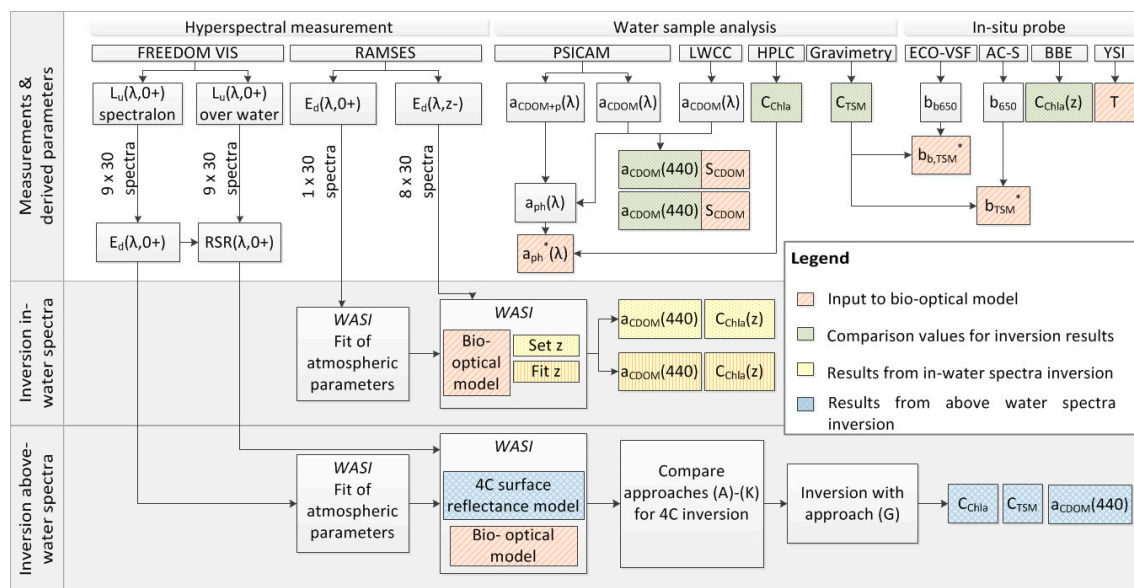 Hyperspectral measurement
Water sample analysis
In-situ probe
FREEDOM VIS
RAMSES
PSICAM
LWCC
HPLC
Gravimetry
ECO-VSF
AC-S
BBE
YSI
Measurements &
derived parameters
Lu(λ,0+)
spectralon
Lu(λ,0+)
over water
Ed(λ,0+)
Ed(λ,z-)
aCDOM+p(λ)
aCDOM(λ)
aCDOM(λ)
CChla
CTSM
bb650
b650
CChla(z)
T
9 x 30
spectra
9 x 30
spectra
1 x 30
spectra
8 x 30
spectra
bb,TSM*
bTSM*
aCDOM(440)
SCDOM
aCDOM(440)
SCDOM
aph(λ)
aph*(λ)
Ed(λ,0+)
RSR(λ,0+)
Legend
Input to bio-optical model
Comparison values for inversion results
Results from in-water spectra inversion
Results from above water spectra
inversion
Inversion in-
water spectra
WASI
Fit of
atmospheric
parameters
WASI
Bio-
optical
model
Set z
Fit z
aCDOM(440)
CChla(z)
aCDOM(440)
CChla(z)
Inversion above-
water spectra
WASI
Fit of
atmospheric
parameters
WASI
4C surface
reflectance model
Bio- optical
model
Compare
approaches (A)-(K)
for 4C inversion
Inversion with
approach (G)
CChla
CTSM
aCDOM(440)